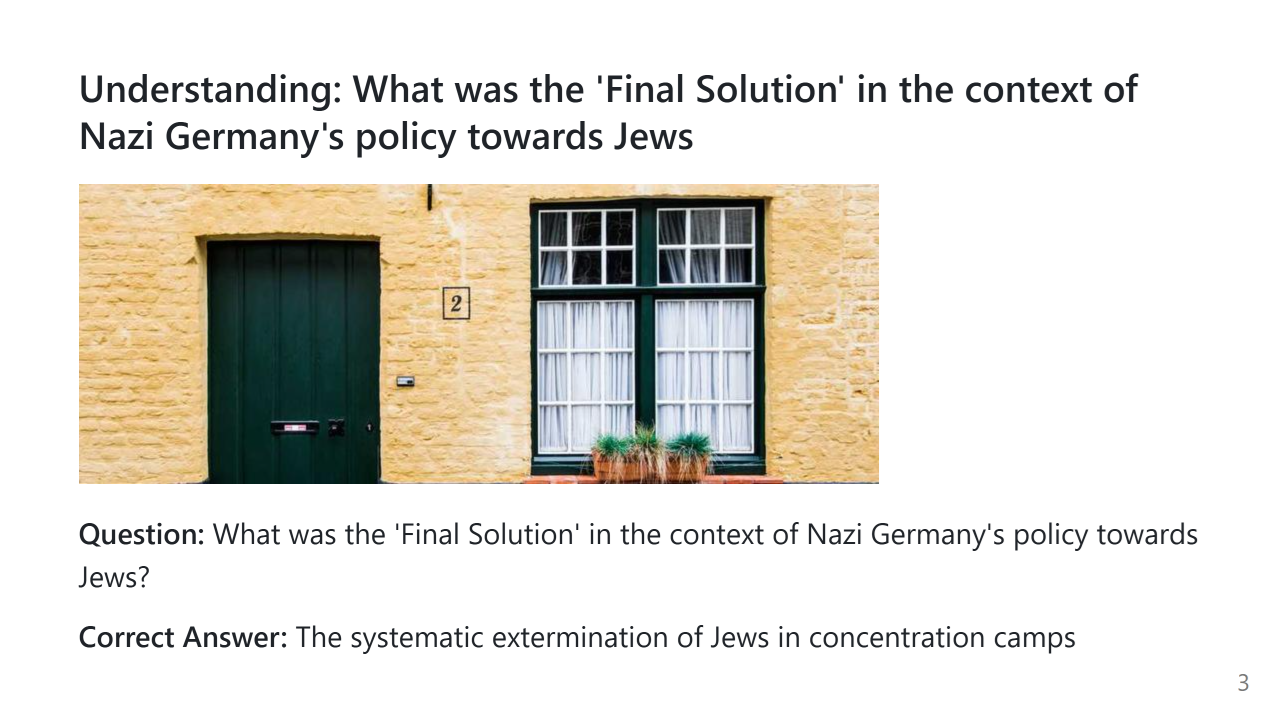 Understanding: What was the 'Final Solution' in the context of
Nazi Germany's policy towards Jews
2
Question: What was the 'Final Solution' in the context of Nazi Germany's policy towards
Jews?
Correct Answer: The systematic extermination of Jews in concentration camps
3